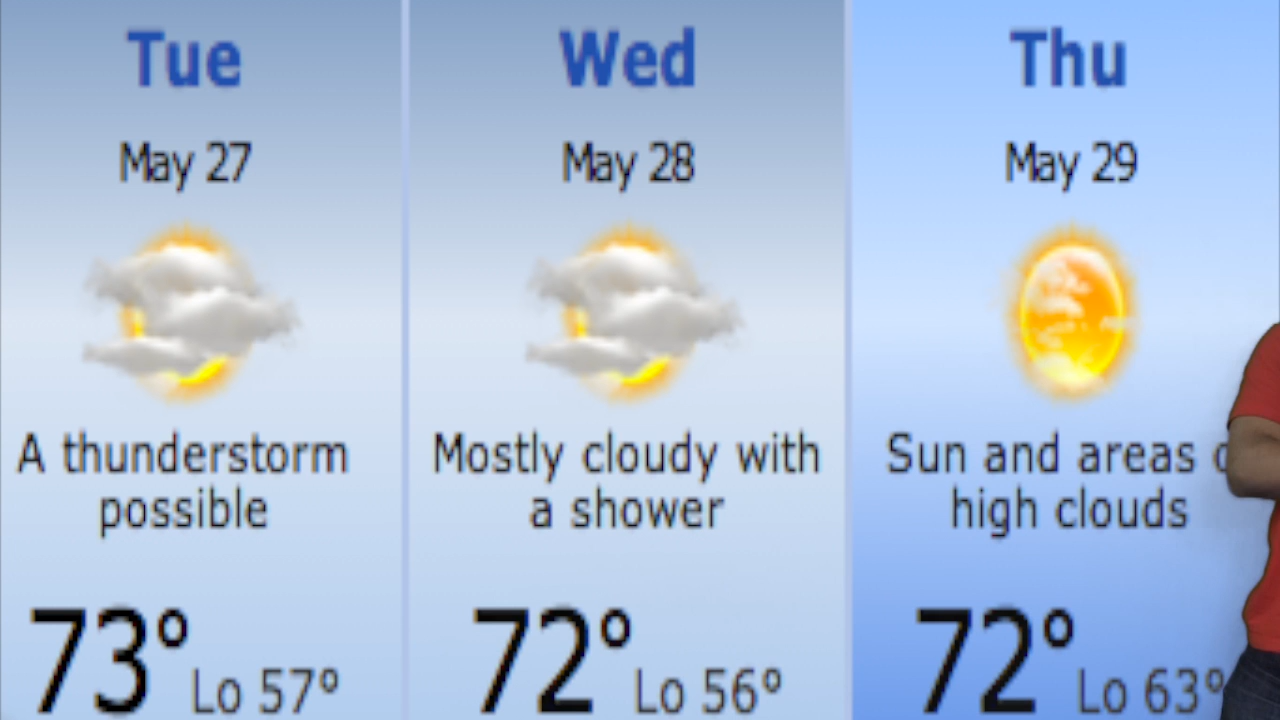 Tue
May 27
A thunderstorm
possible
73° Lo 57°
Wed
May 28
Mostly cloudy with
a shower
72° Lo 56°
Thu
May 29
Sun and areas
high clouds
72° Lo 63°